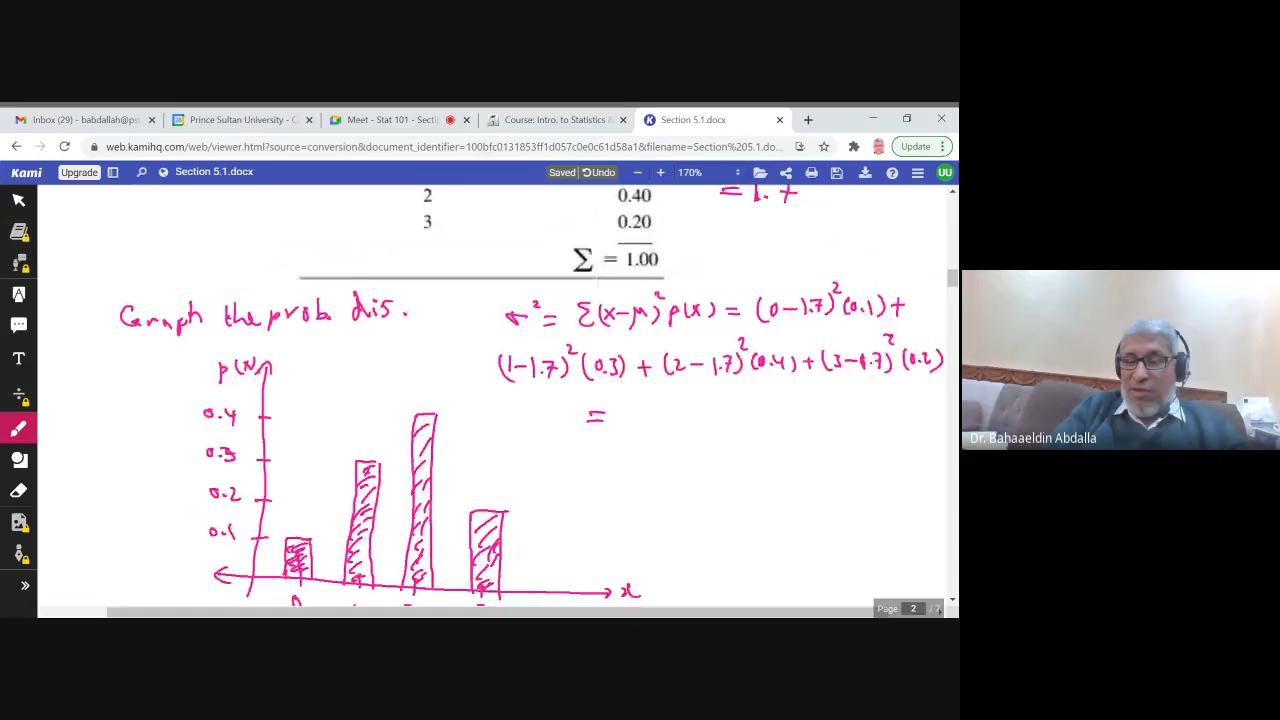 Inbox (29) - babdallah@ps
Prince Sultan University - C
Meet - Stat 101 - Secti
Course: Intro. to Statistics &
Section 5.1.docx
web.kamihq.com/web/viewer.html?source=conversion&document_identifier=100bfc0131853ff1d057c0e0c61d58a1&filename=Section%205.1.do...
Update
Kami
Upgrade
Section 5.1.docx
Saved
Undo
170%
UU
= 1.7
2 0.40
3 0.20
Σ = 1.00
Graph the prob. dis.
σ² = Σ(x-μ)² p(x) = (0-1.7)²(0.1)+
(1-1.7)²(0.3) + (2-1.7)²(0.4)+(3-1.7)²(0.2)
=
p(x)
0.4
0.3
0.2
0.1
x
Page 2 / 7
Dr. Bahaaeldin Abdalla